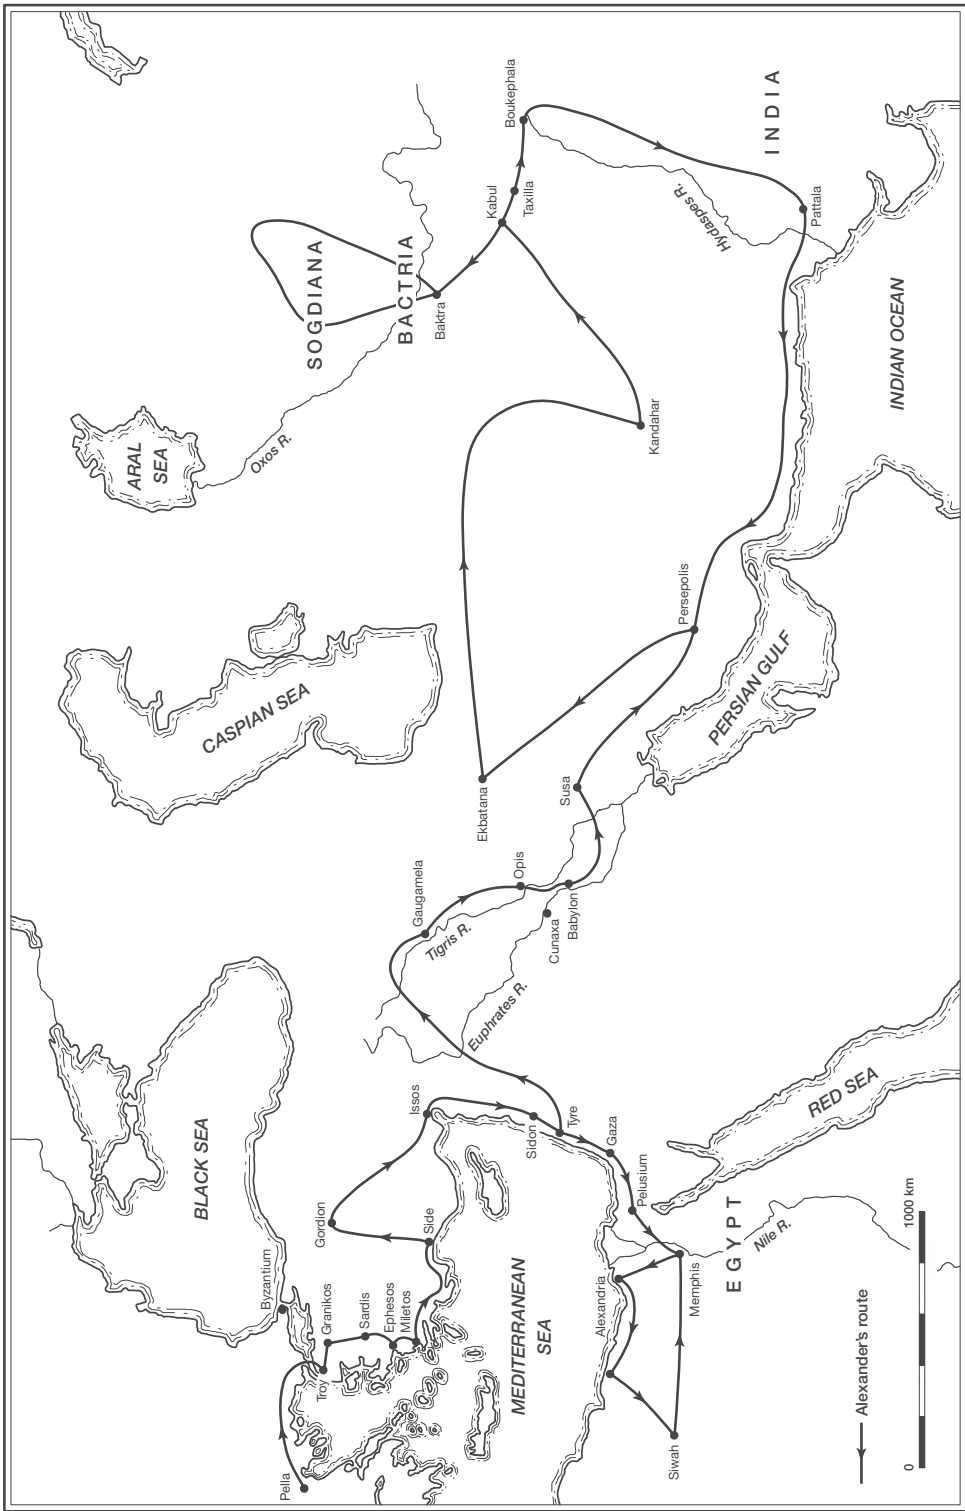 ARAL
SEA
Oxos R.
SOGDIANA
BACTRIA
Baktra
Kabul
Taxilla
Boukephala
INDIA
Hydaspes R.
Pattala
INDIAN OCEAN
Kandahar
CASPIAN SEA
Ekbatana
Persepolis
PERSIAN GULF
Susa
Opis
Babylon
Cunaxa
Gaugamela
Tigris R.
Euphrates R.
BLACK SEA
Byzantium
Gordion
Issos
Sidon
Tyre
Gaza
Pelusium
RED SEA
EGYPT
Nile R.
Memphis
Alexandria
Siwah
MEDITERRANEAN
SEA
Side
Granikos
Sardis
Ephesos
Miletos
Troy
Pella
Alexander's route
0
1000 km